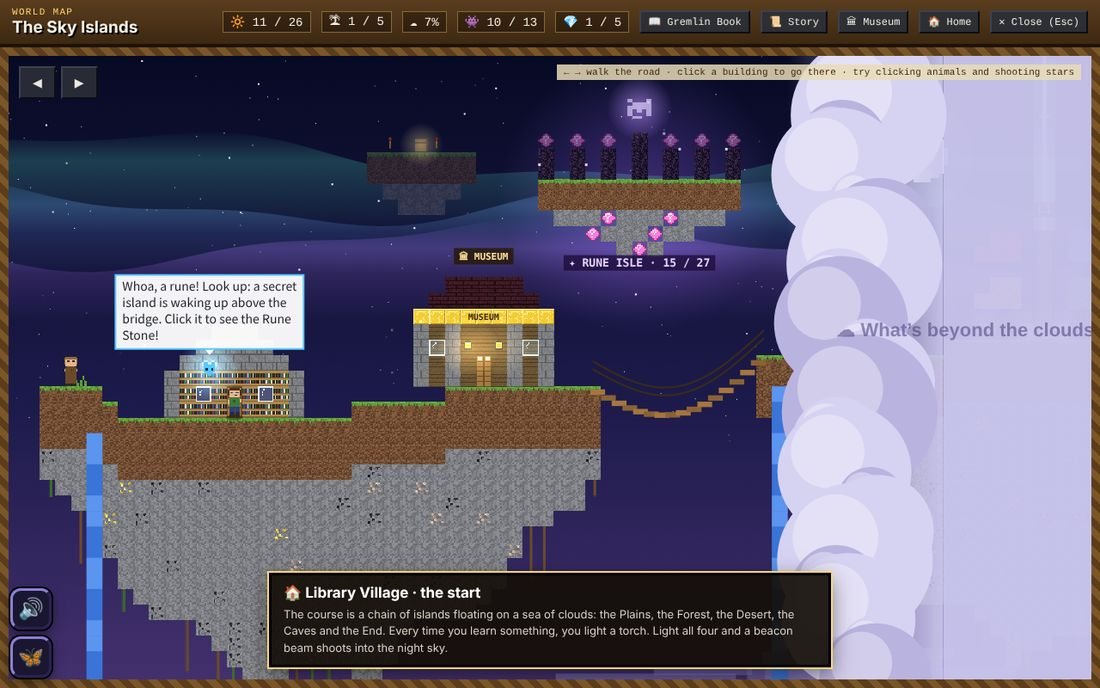 WORLD MAP
The Sky Islands
11 / 26
1 / 5
7%
10 / 13
1 / 5
Gremlin Book
Story
Museum
Home
✕ Close (Esc)
◀
▶
← → walk the road · click a building to go there · try clicking animals and shooting stars
🏛 MUSEUM
✦ RUNE ISLE · 15 / 27
Whoa, a rune! Look up: a secret
island is waking up above the
bridge. Click it to see the Rune
Stone!
MUSEUM
What's beyond the clouds
Library Village · the start
The course is a chain of islands floating on a sea of clouds: the Plains, the Forest, the Desert, the
Caves and the End. Every time you learn something, you light a torch. Light all four and a beacon
beam shoots into the night sky.